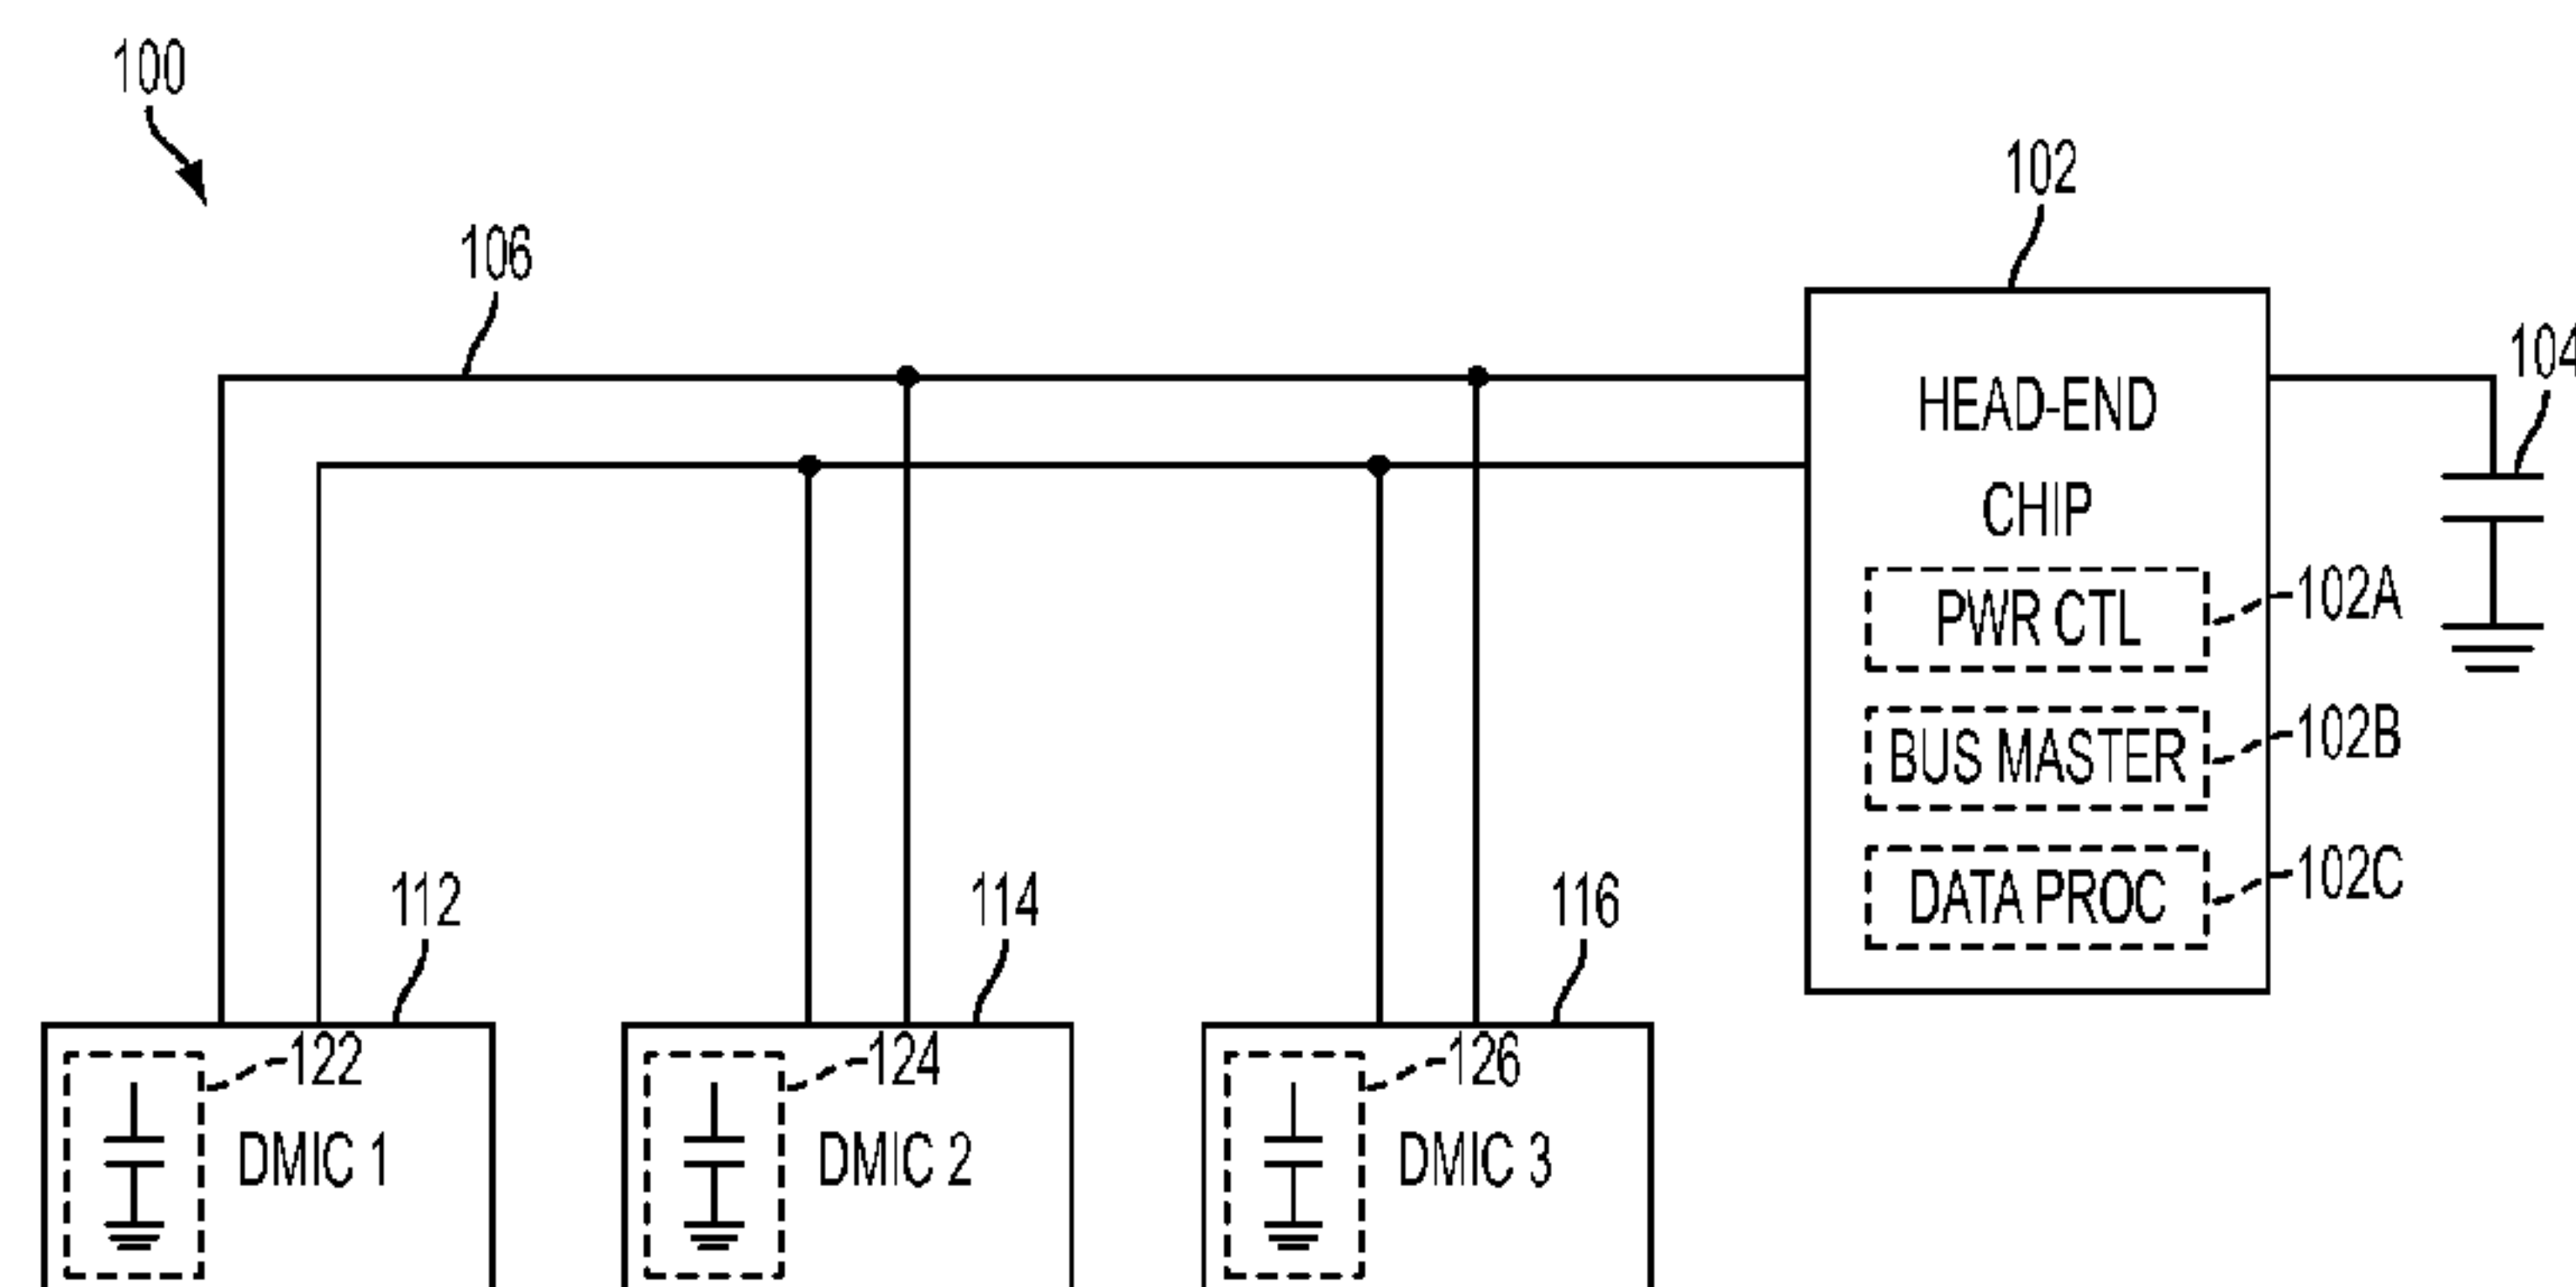 100
102
106
104
HEAD-END
CHIP
PWR CTL
102A
BUS MASTER
102B
DATA PROC
102C
112
114
116
122
124
126
DMIC 1
DMIC 2
DMIC 3